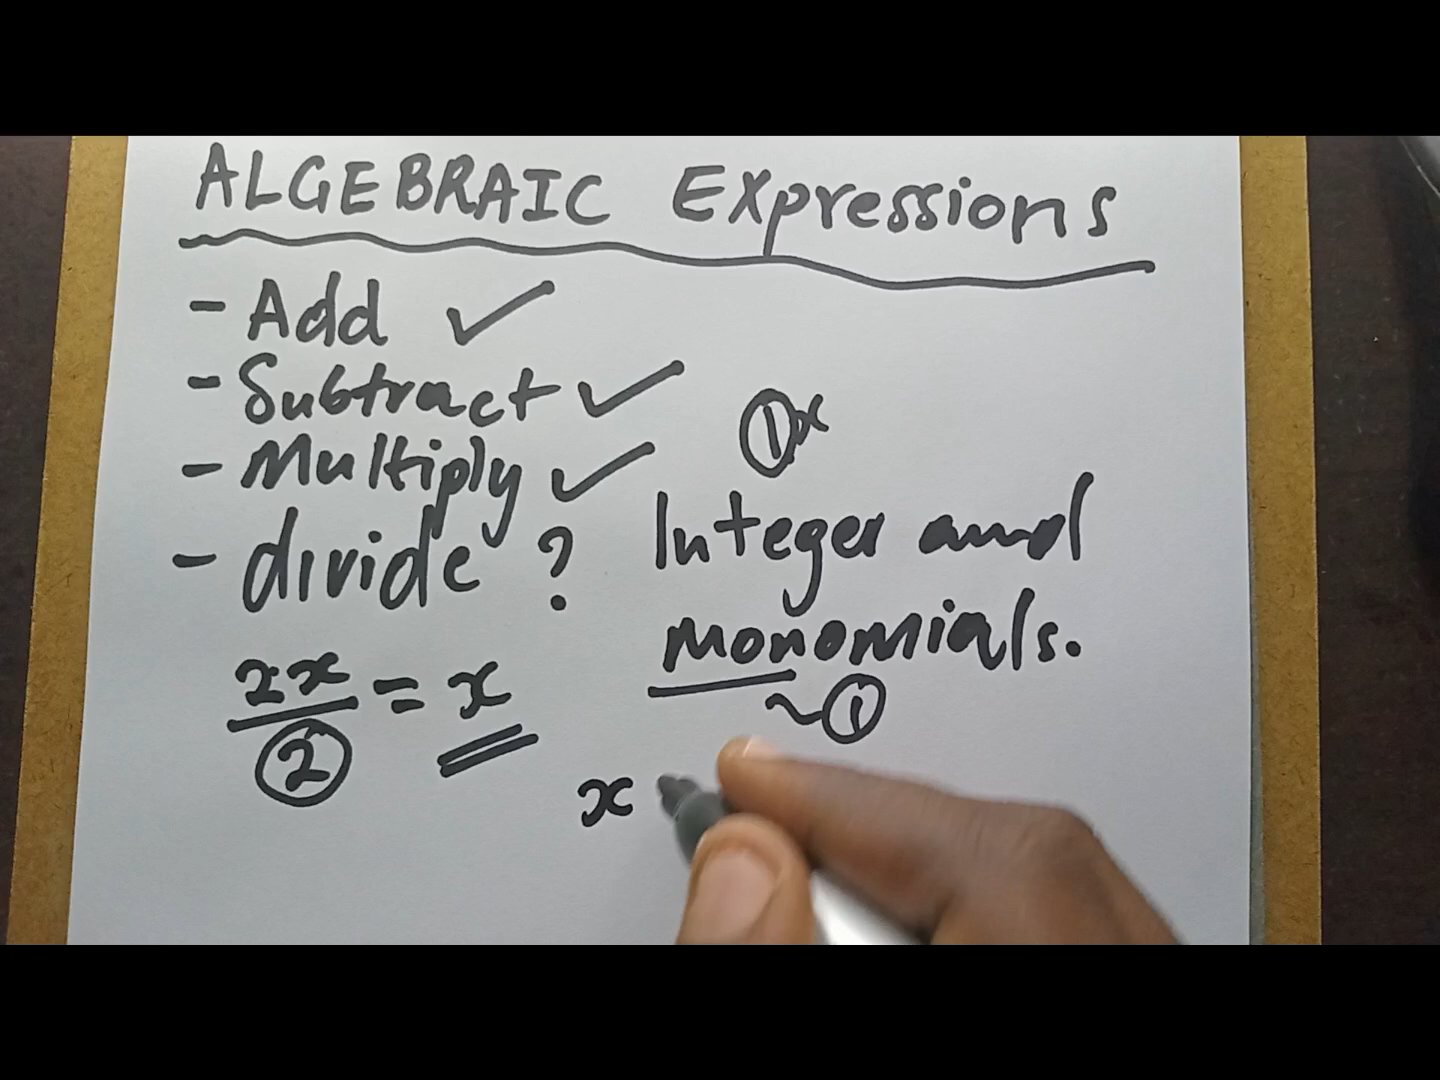 ALGEBRAIC Expressions
- Add ✓
- Subtract ✓
- Multiply ✓
- divide ?
2x
2
= x
1x
Integer and
monomials.
~ 1
x